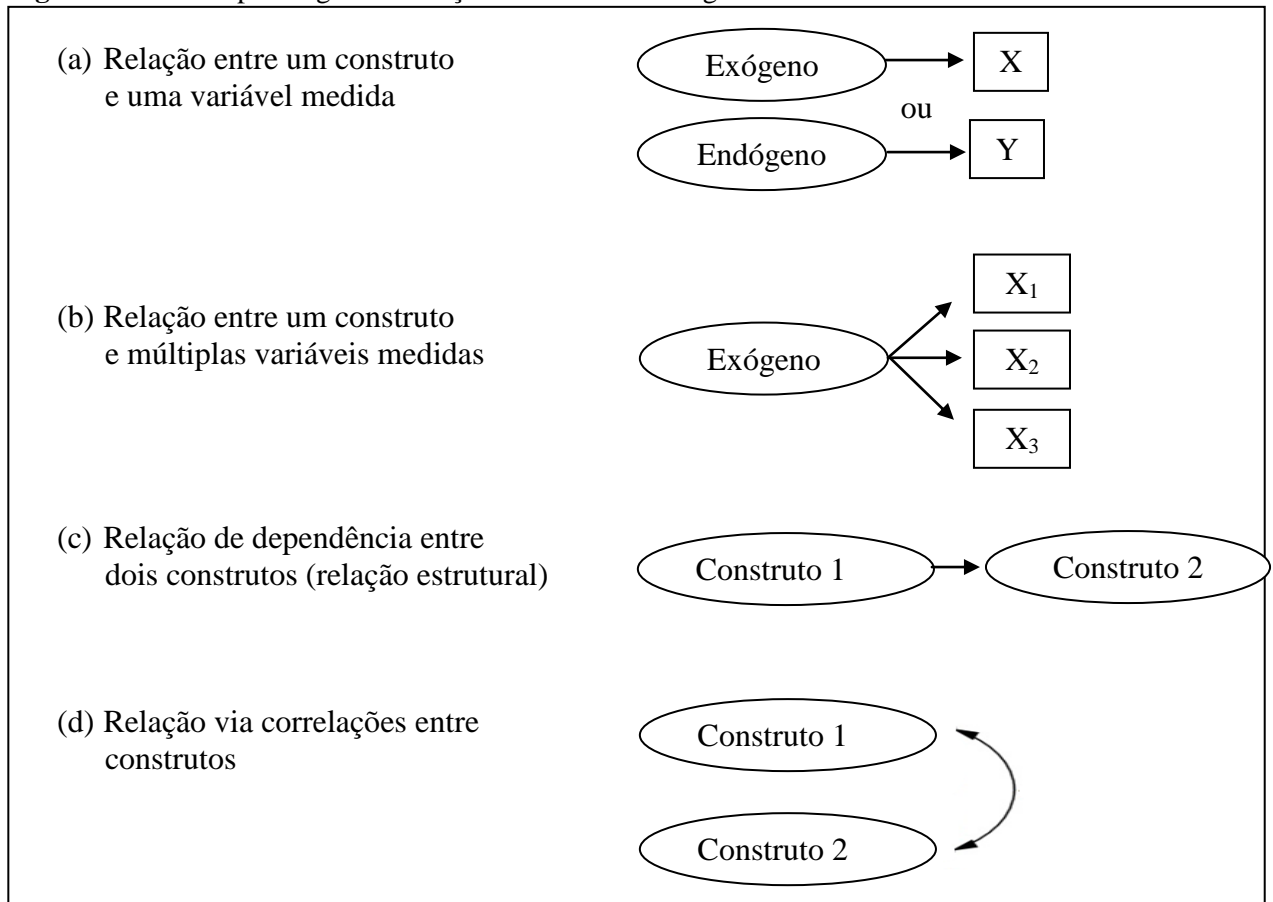 (a) Relação entre um construto
e uma variável medida
Exógeno
X
ou
Endógeno
Y
(b) Relação entre um construto
e múltiplas variáveis medidas
Exógeno
X₁
X₂
X₃
(c) Relação de dependência entre
dois construtos (relação estrutural)
Construto 1
Construto 2
(d) Relação via correlações entre
construtos
Construto 1
Construto 2